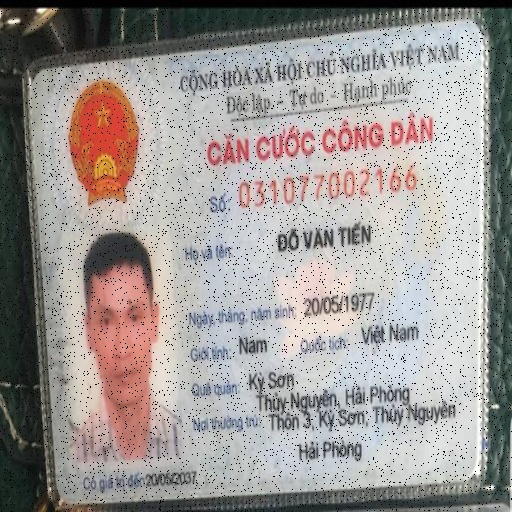 CỘNG HÒA XÃ HỘI CHỦ NGHĨA VIỆT NAM
Độc lập - Tự do - Hạnh phúc
CĂN CƯỚC CÔNG DÂN
Số: 031077002166
Họ và tên: ĐỖ VĂN TIẾN
Ngày, tháng, năm sinh: 20/05/1977
Giới tính: Nam Quốc tịch: Việt Nam
Quê quán: Kỳ Sơn
Thủy Nguyên, Hải Phòng
Nơi thường trú: Thôn 3, Kỳ Sơn, Thủy Nguyên
Hải Phòng
Có giá trị đến 20/05/2037